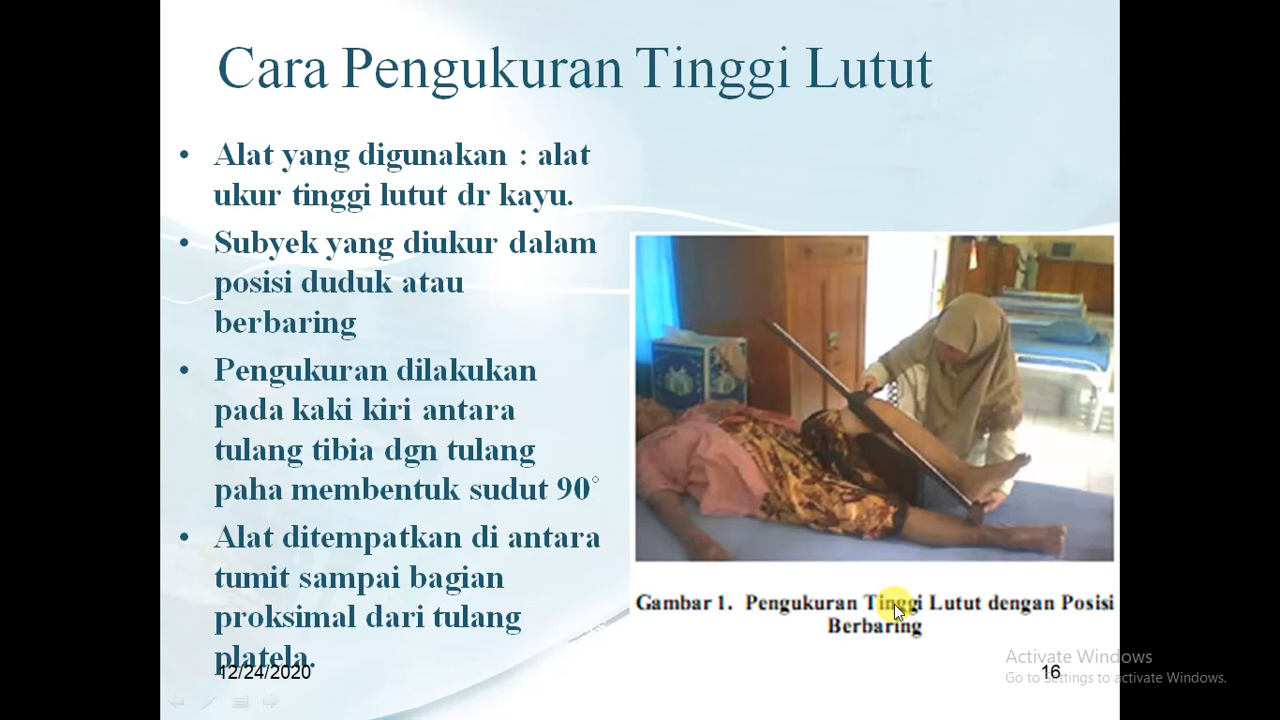 Cara Pengukuran Tinggi Lutut
• Alat yang digunakan : alat
ukur tinggi lutut dr kayu.
• Subyek yang diukur dalam
posisi duduk atau
berbaring
• Pengukuran dilakukan
pada kaki kiri antara
tulang tibia dgn tulang
paha membentuk sudut 90°
• Alat ditempatkan di antara
tumit sampai bagian
proksimal dari tulang
platela.
Gambar 1. Pengukuran Tinggi Lutut dengan Posisi
Berbaring
12/24/2020
16
Activate Windows
Go to Settings to activate Windows.